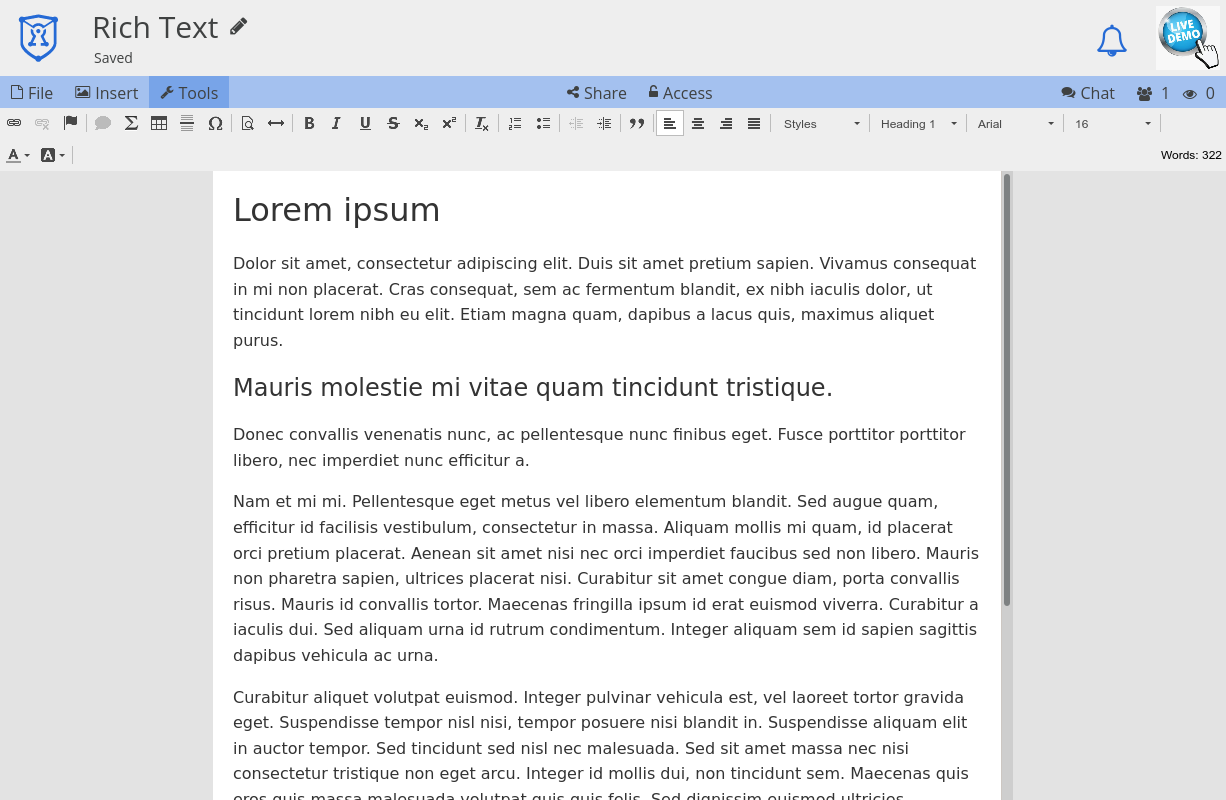 Rich Text
Saved
LIVE
DEMO
File Insert Tools Share Access Chat 1 0
Styles Heading 1 Arial 16
Words: 322
Lorem ipsum
Dolor sit amet, consectetur adipiscing elit. Duis sit amet pretium sapien. Vivamus consequat
in mi non placerat. Cras consequat, sem ac fermentum blandit, ex nibh iaculis dolor, ut
tincidunt lorem nibh eu elit. Etiam magna quam, dapibus a lacus quis, maximus aliquet
purus.
Mauris molestie mi vitae quam tincidunt tristique.
Donec convallis venenatis nunc, ac pellentesque nunc finibus eget. Fusce porttitor porttitor
libero, nec imperdiet nunc efficitur a.
Nam et mi mi. Pellentesque eget metus vel libero elementum blandit. Sed augue quam,
efficitur id facilisis vestibulum, consectetur in massa. Aliquam mollis mi quam, id placerat
orci pretium placerat. Aenean sit amet nisi nec orci imperdiet faucibus sed non libero. Mauris
non pharetra sapien, ultrices placerat nisi. Curabitur sit amet congue diam, porta convallis
risus. Mauris id convallis tortor. Maecenas fringilla ipsum id erat euismod viverra. Curabitur a
iaculis dui. Sed aliquam urna id rutrum condimentum. Integer aliquam sem id sapien sagittis
dapibus vehicula ac urna.
Curabitur aliquet volutpat euismod. Integer pulvinar vehicula est, vel laoreet tortor gravida
eget. Suspendisse tempor nisl nisi, tempor posuere nisi blandit in. Suspendisse aliquam elit
in auctor tempor. Sed tincidunt sed nisl nec malesuada. Sed sit amet massa nec nisi
consectetur tristique non eget arcu. Integer id mollis dui, non tincidunt sem. Maecenas quis
eros quis massa malesuada volutpat quis quis felis. Sed dignissim euismod ultricies.